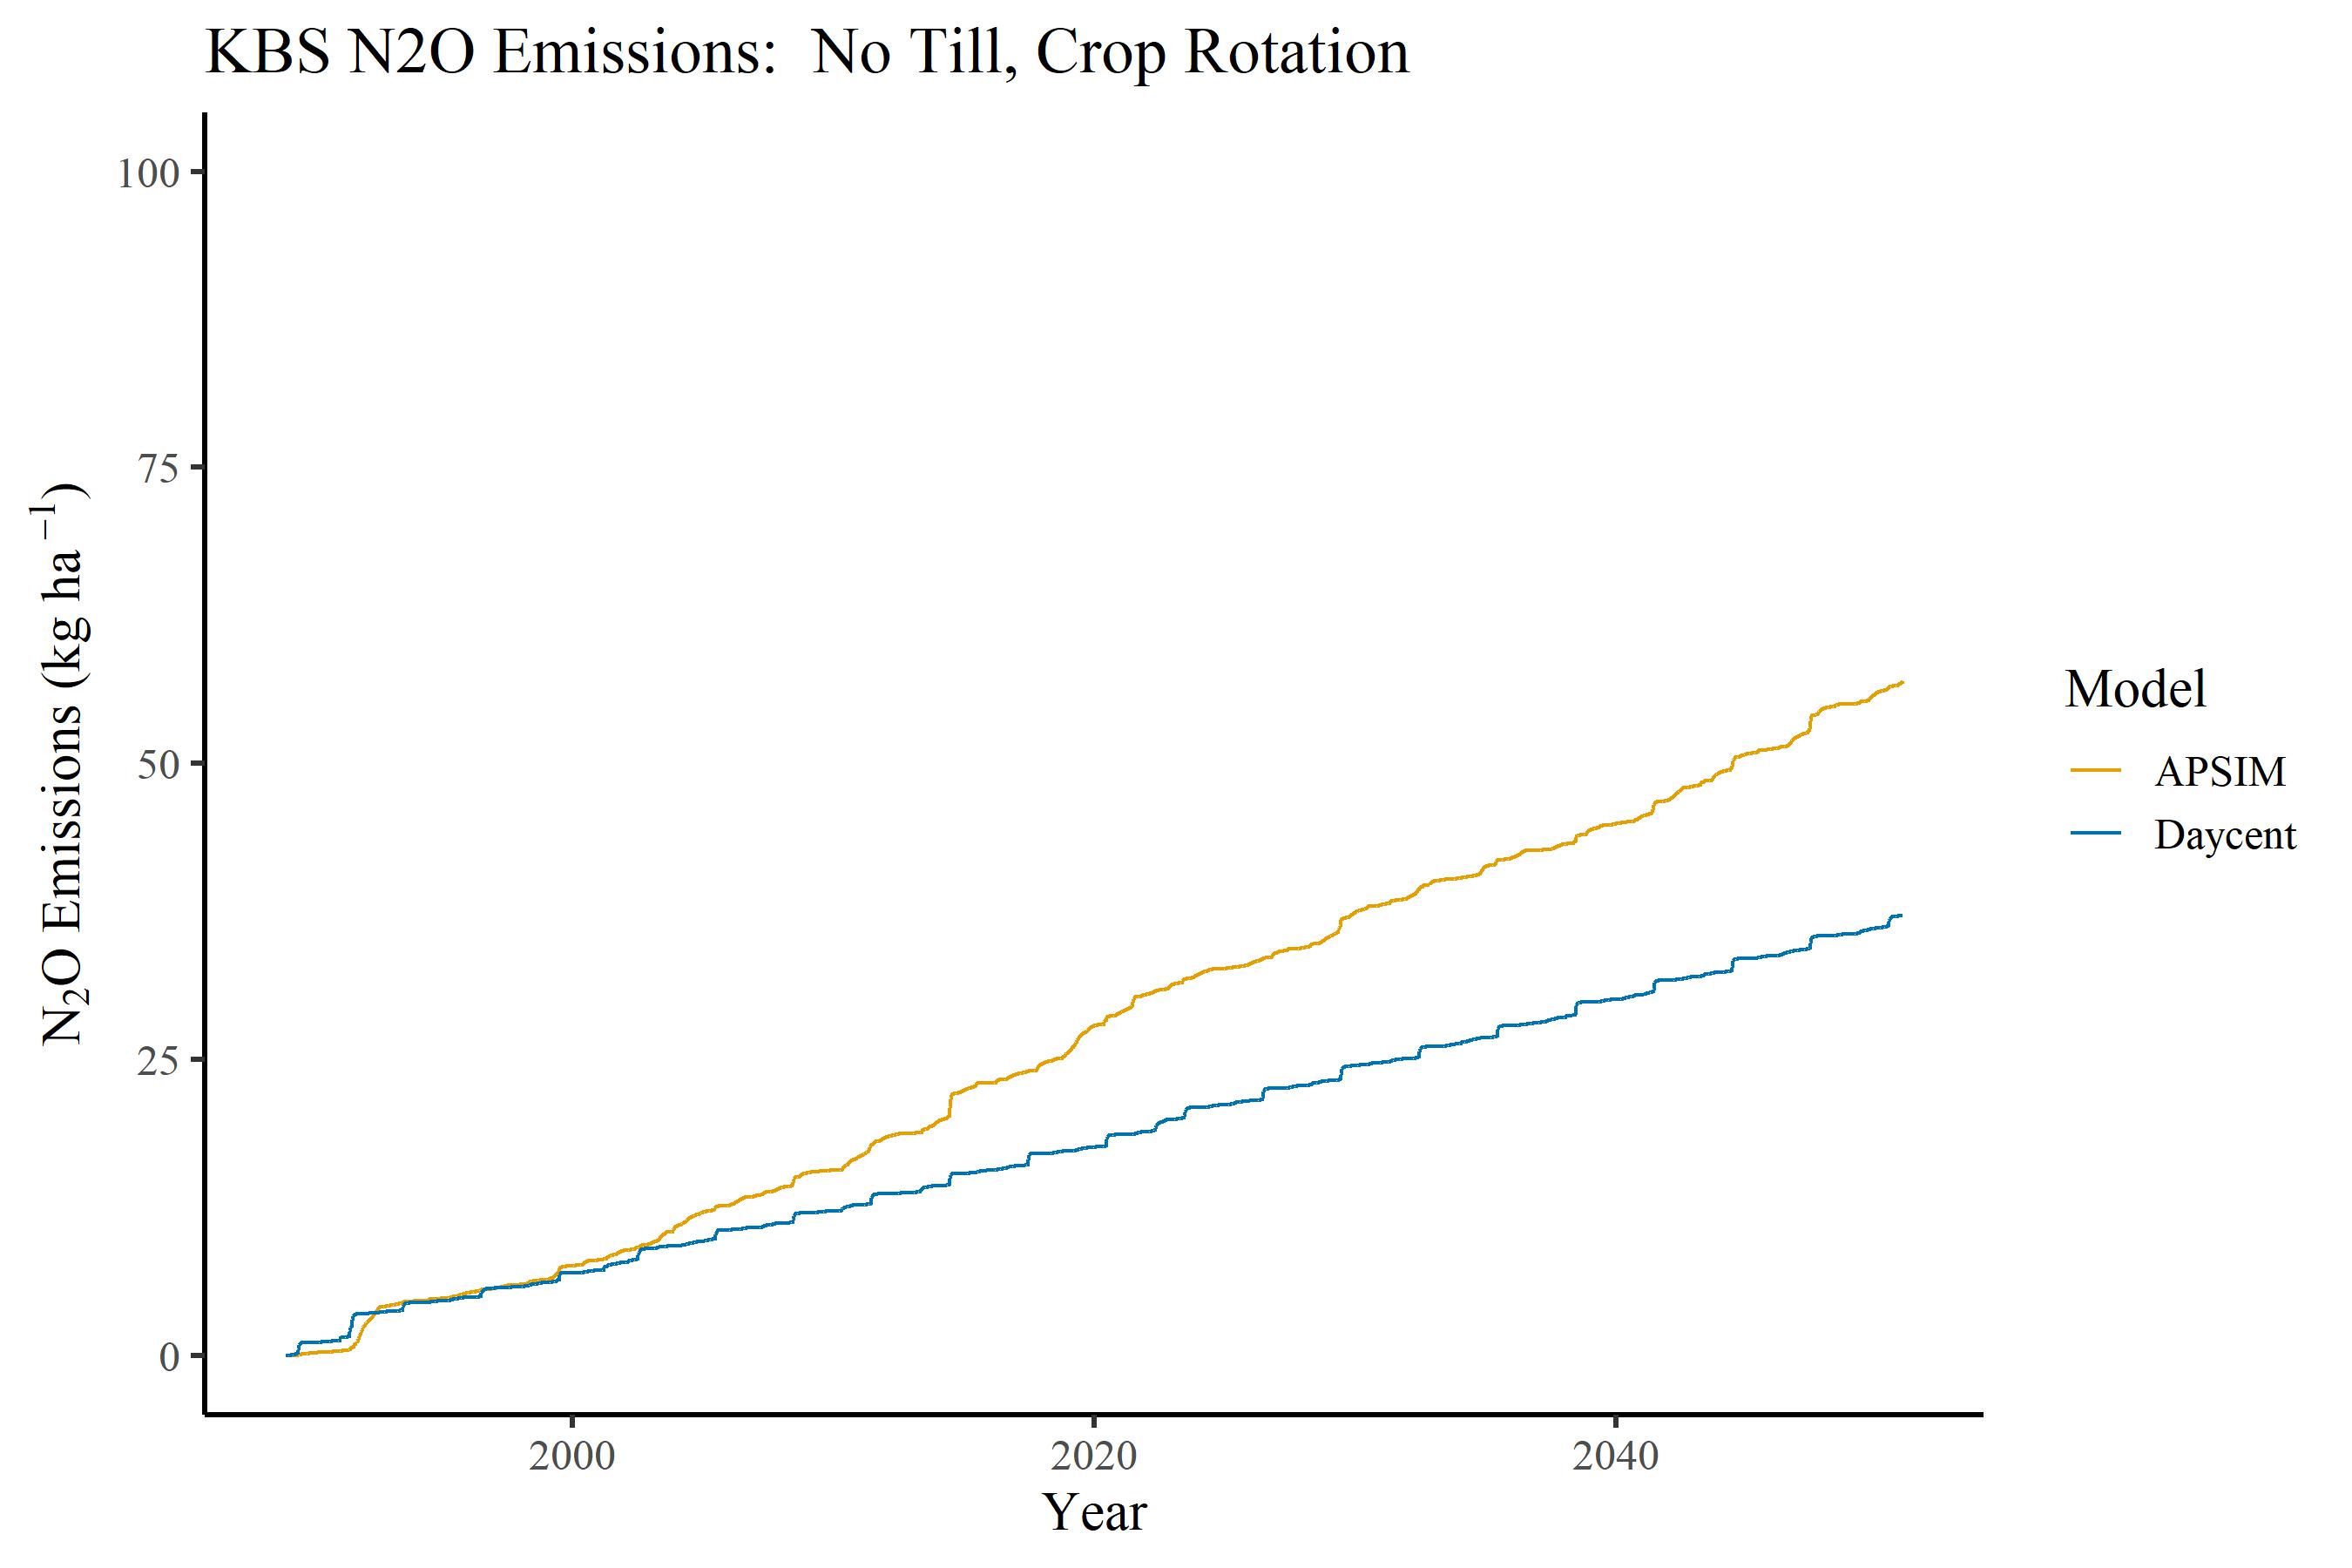 KBS N2O Emissions:  No Till, Crop Rotation
N₂O Emissions (kg ha⁻¹)
100
75
50
25
0
2000
2020
2040
Year
Model
APSIM
Daycent